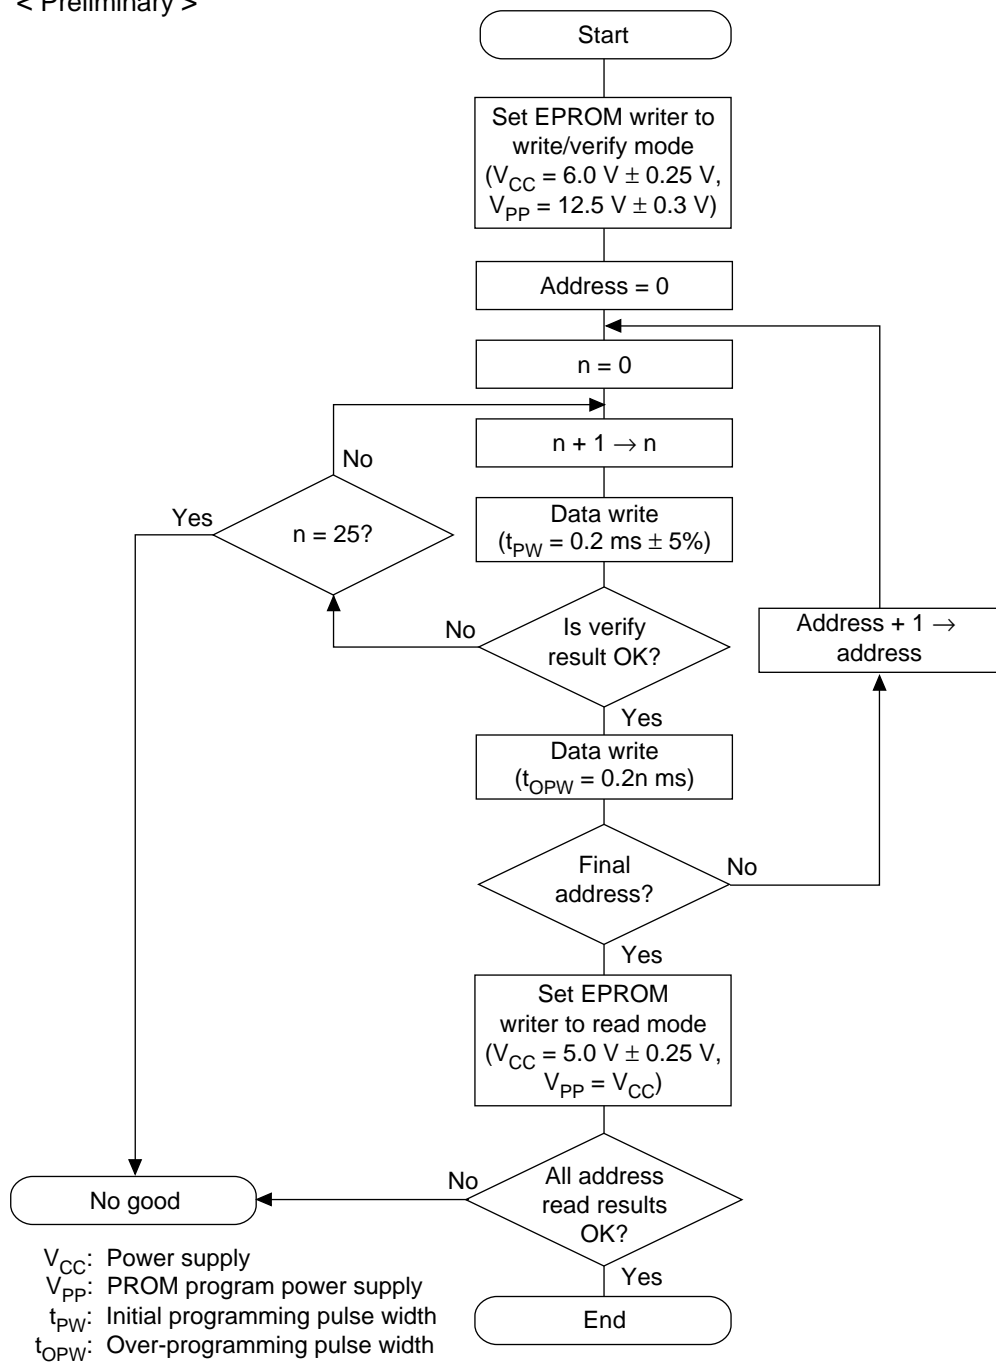 < Preliminary >
Start
Set EPROM writer to
write/verify mode
(VCC = 6.0 V ± 0.25 V,
VPP = 12.5 V ± 0.3 V)
Address = 0
n = 0
n + 1 → n
No
Yes
n = 25?
Data write
(tPW = 0.2 ms ± 5%)
No
Is verify
result OK?
Address + 1 →
address
Yes
Data write
(tOPW = 0.2n ms)
Final
address?
No
Yes
Set EPROM
writer to read mode
(VCC = 5.0 V ± 0.25 V,
VPP = VCC)
No
All address
read results
OK?
No good
Yes
End
VCC: Power supply
VPP: PROM program power supply
tPW: Initial programming pulse width
tOPW: Over-programming pulse width